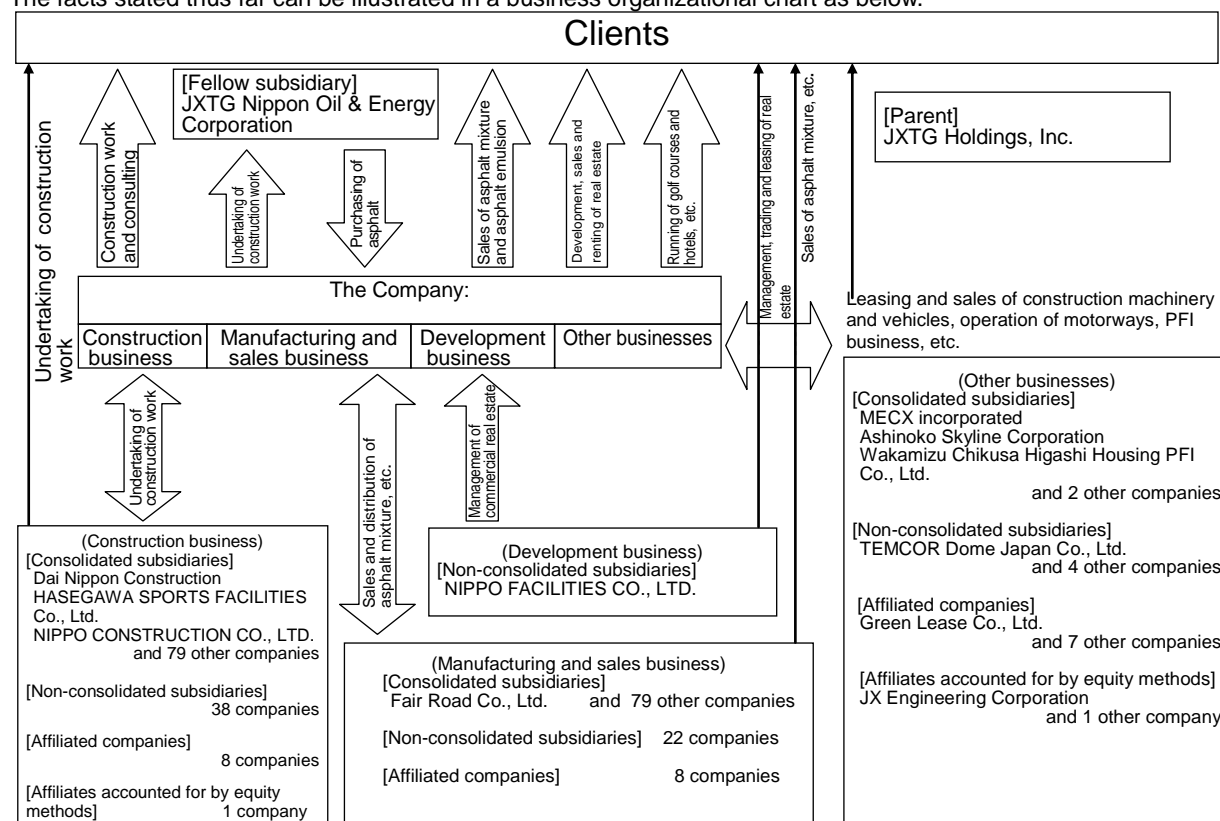 The facts stated thus far can be illustrated in a business organizational chart as below.
Clients
[Fellow subsidiary]
JXTG Nippon Oil & Energy
Corporation
[Parent]
JXTG Holdings, Inc.
Undertaking of construction
work
Construction work
and consulting
Undertaking of
construction work
Purchasing of
asphalt
Sales of asphalt mixture
and asphalt emulsion
Development, sales and
renting of real estate
Running of golf courses and
hotels, etc.
Management, trading and leasing of real
estate
Sales of asphalt mixture, etc.
The Company:
Construction
business
Manufacturing and
sales business
Development
business
Other businesses
Leasing and sales of construction machinery
and vehicles, operation of motorways, PFI
business, etc.
Undertaking of
construction work
Sales and distribution of
asphalt mixture, etc.
Management of
commercial real estate
(Construction business)
[Consolidated subsidiaries]
Dai Nippon Construction
HASEGAWA SPORTS FACILITIES
Co., Ltd.
NIPPO CONSTRUCTION CO., LTD.
and 79 other companies
[Non-consolidated subsidiaries]
38 companies
[Affiliated companies]
8 companies
[Affiliates accounted for by equity
methods] 1 company
(Development business)
[Non-consolidated subsidiaries]
NIPPO FACILITIES CO., LTD.
(Manufacturing and sales business)
[Consolidated subsidiaries]
Fair Road Co., Ltd. and 79 other companies
[Non-consolidated subsidiaries] 22 companies
[Affiliated companies] 8 companies
(Other businesses)
[Consolidated subsidiaries]
MECX incorporated
Ashinoko Skyline Corporation
Wakamizu Chikusa Higashi Housing PFI
Co., Ltd.
and 2 other companies
[Non-consolidated subsidiaries]
TEMCOR Dome Japan Co., Ltd.
and 4 other companies
[Affiliated companies]
Green Lease Co., Ltd.
and 7 other companies
[Affiliates accounted for by equity methods]
JX Engineering Corporation
and 1 other company